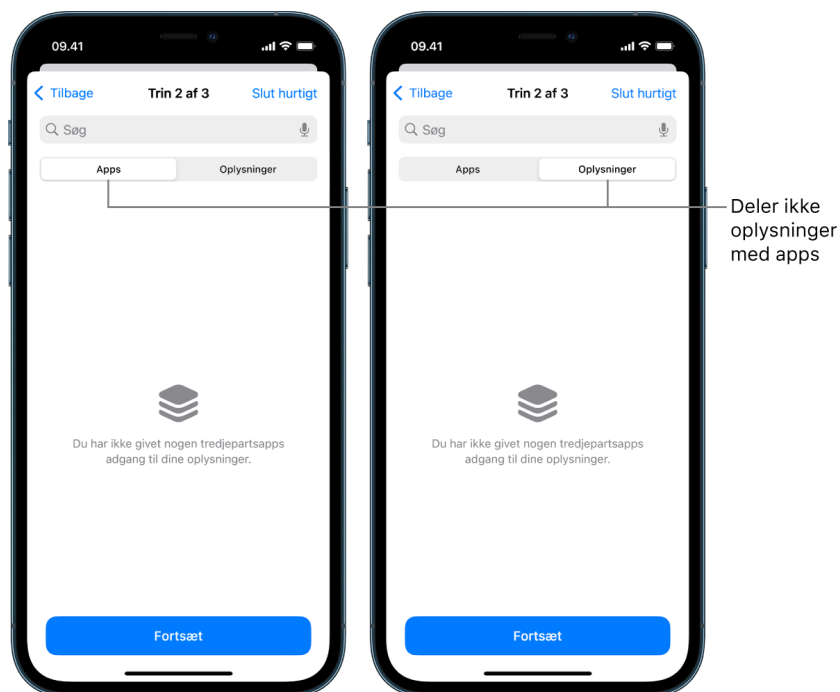 09.41
Tilbage
Trin 2 af 3
Slut hurtigt
Søg
Apps
Oplysninger
Du har ikke givet nogen tredjepartsapps
adgang til dine oplysninger.
Fortsæt
09.41
Tilbage
Trin 2 af 3
Slut hurtigt
Søg
Apps
Oplysninger
Du har ikke givet nogen tredjepartsapps
adgang til dine oplysninger.
Fortsæt
Deler ikke
oplysninger
med apps